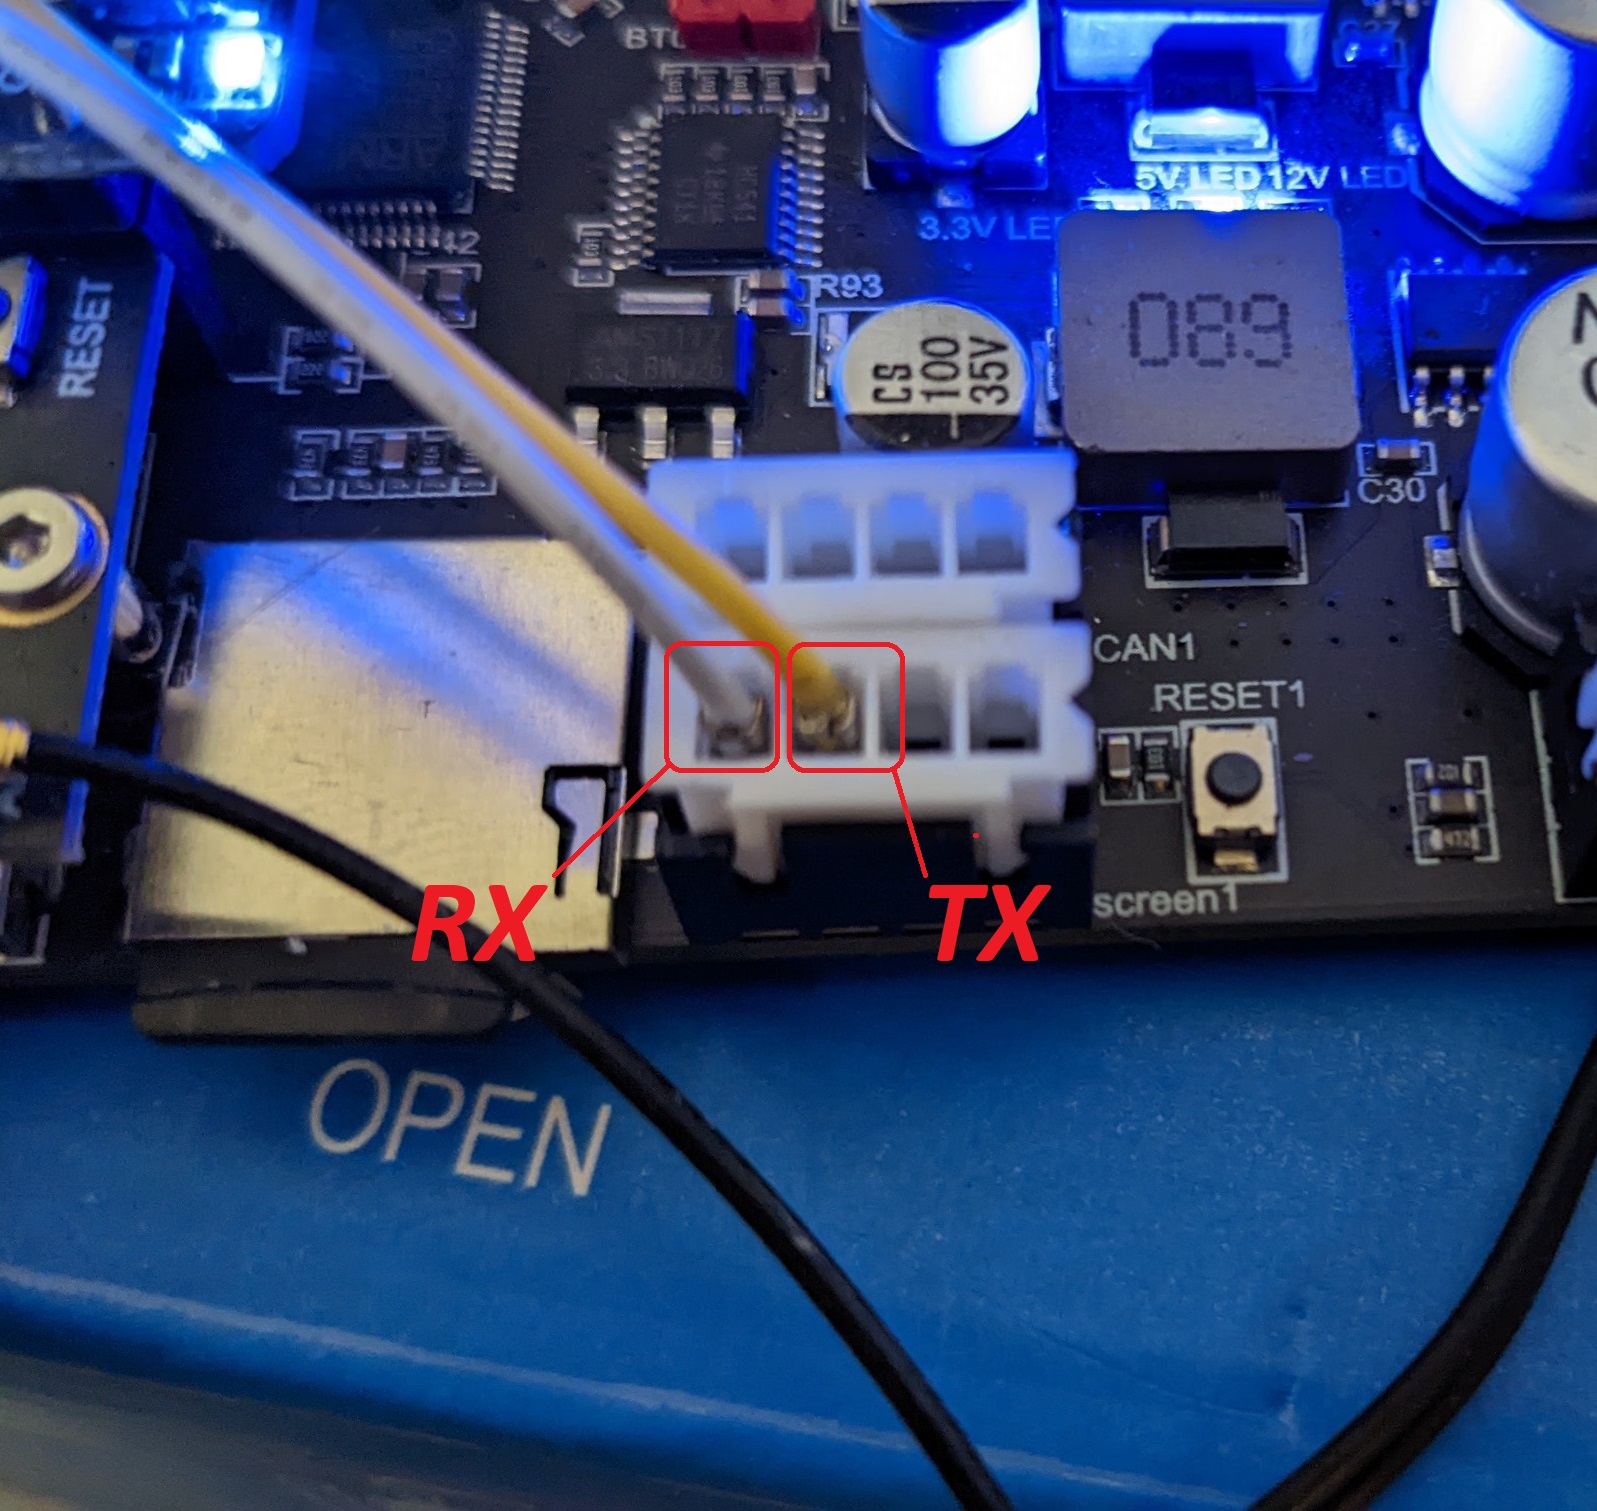 5V LED 12V LED
3.3V LE
R93
RESET
CS
100
35V
089
C30
CAN1
RESET1
screen1
RX
TX
OPEN